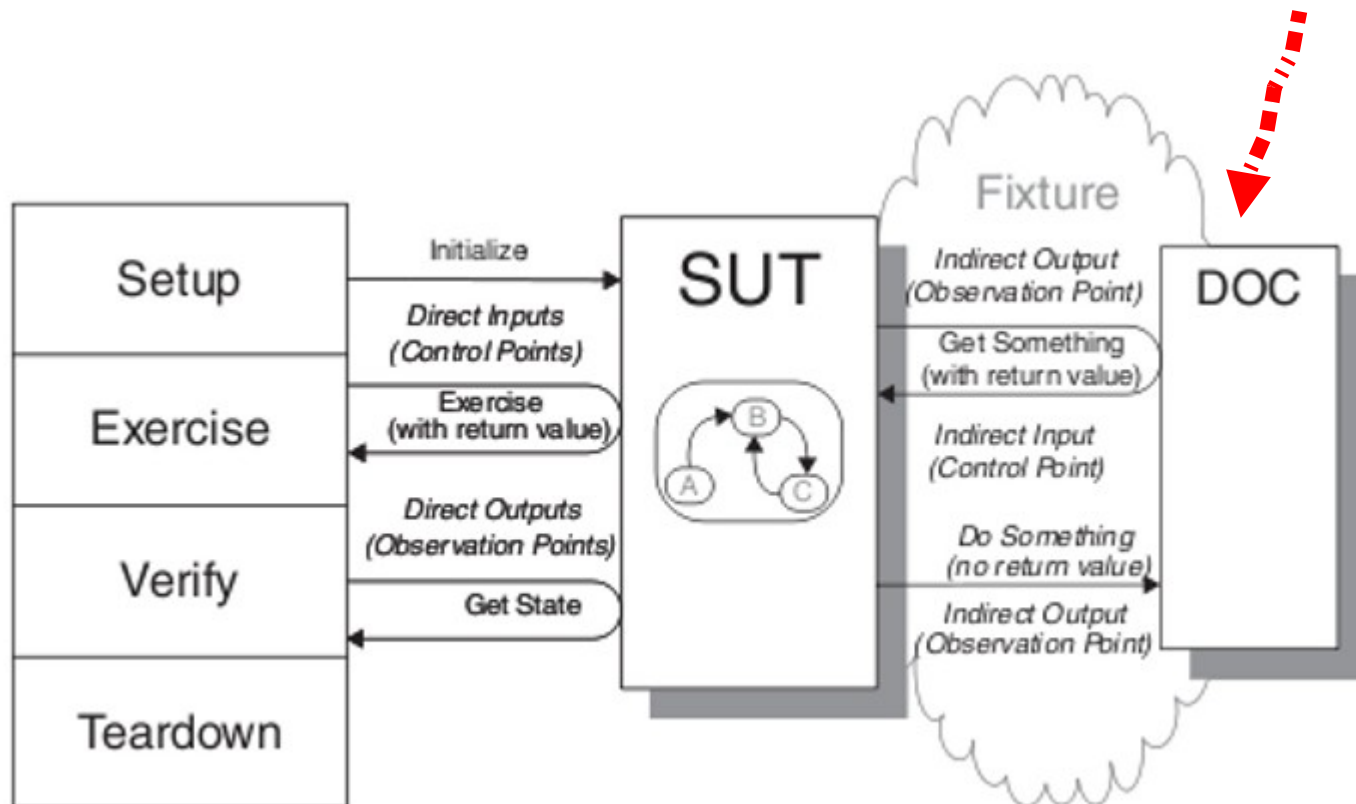 Setup
Exercise
Verify
Teardown
Initialize
Direct Inputs
(Control Points)
Exercise
(with return value)
Direct Outputs
(Observation Points)
Get State
SUT
A
B
C
Fixture
Indirect Output
(Observation Point)
Get Something
(with return value)
Indirect Input
(Control Point)
Do Something
(no return value)
Indirect Output
(Observation Point)
DOC